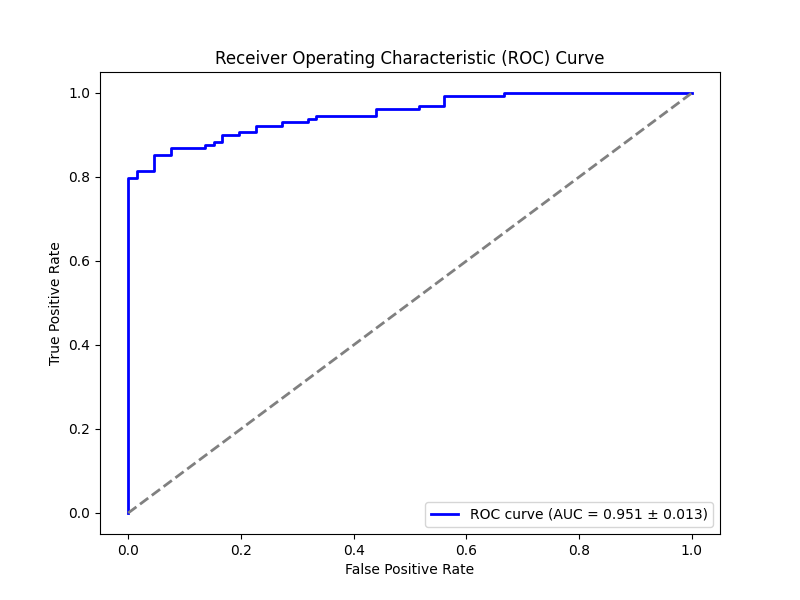 Receiver Operating Characteristic (ROC) Curve
1.0
0.8
0.6
0.4
0.2
0.0
True Positive Rate
ROC curve (AUC = 0.951 ± 0.013)
0.0 0.2 0.4 0.6 0.8 1.0
False Positive Rate